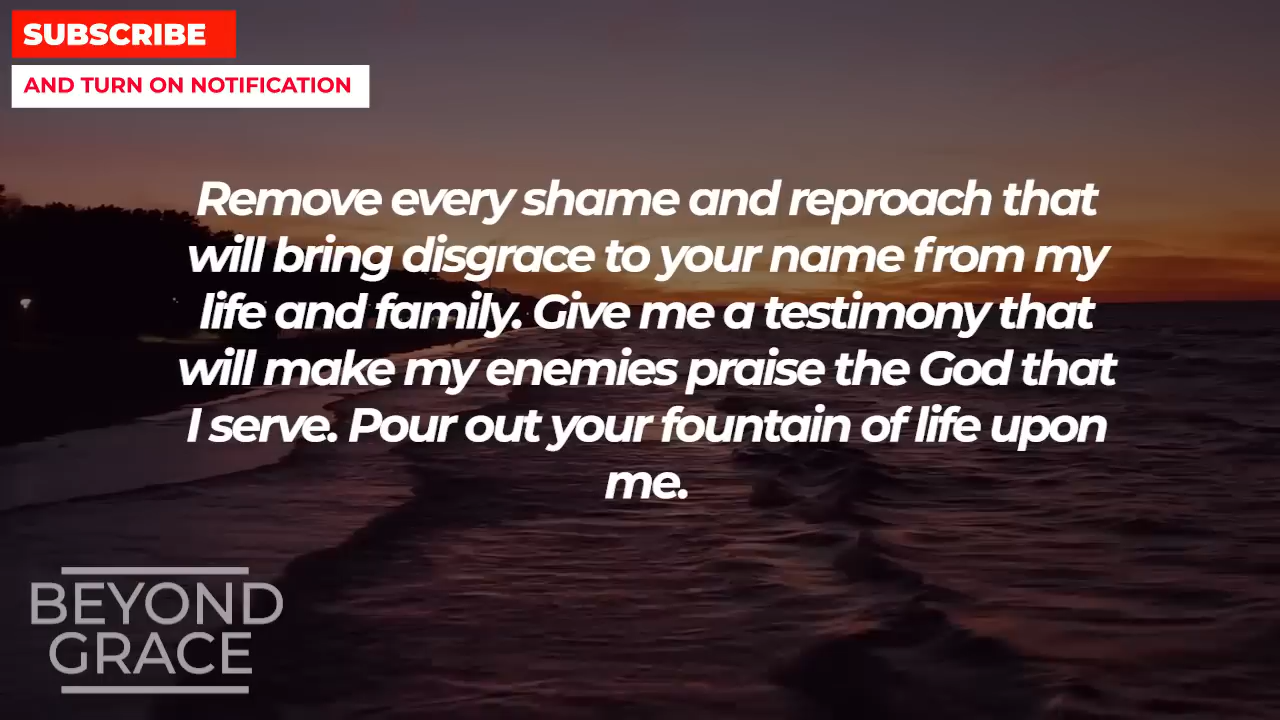 SUBSCRIBE
AND TURN ON NOTIFICATION
Remove every shame and reproach that
will bring disgrace to your name from my
life and family. Give me a testimony that
will make my enemies praise the God that
I serve. Pour out your fountain of life upon
me.
BEYOND
GRACE